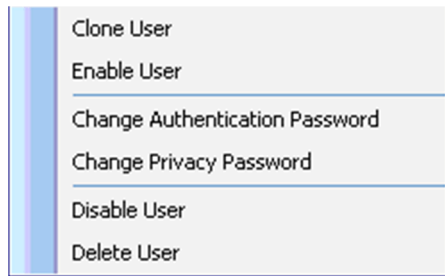 Clone User
Enable User
Change Authentication Password
Change Privacy Password
Disable User
Delete User